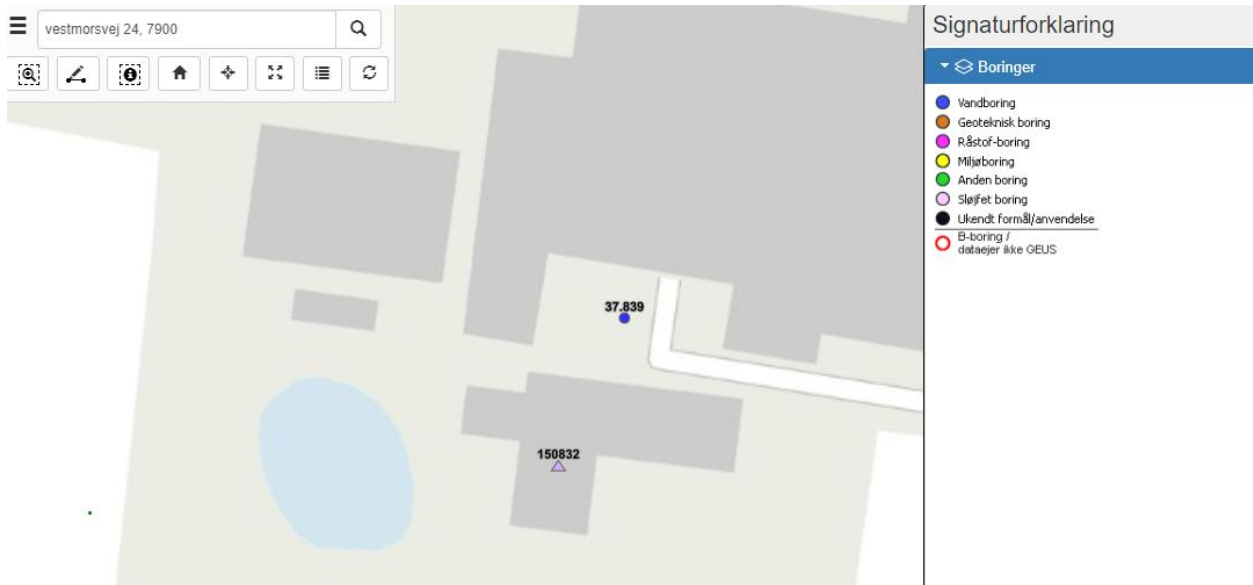 vestmorsvej 24, 7900
37.839
150832
Signaturforklaring
Boringer
Vandboring
Geoteknisk boring
Råstof-boring
Miljøboring
Anden boring
Sløjfet boring
Ukendt formål/anvendelse
B-boring /
dataejer ikke GEUS